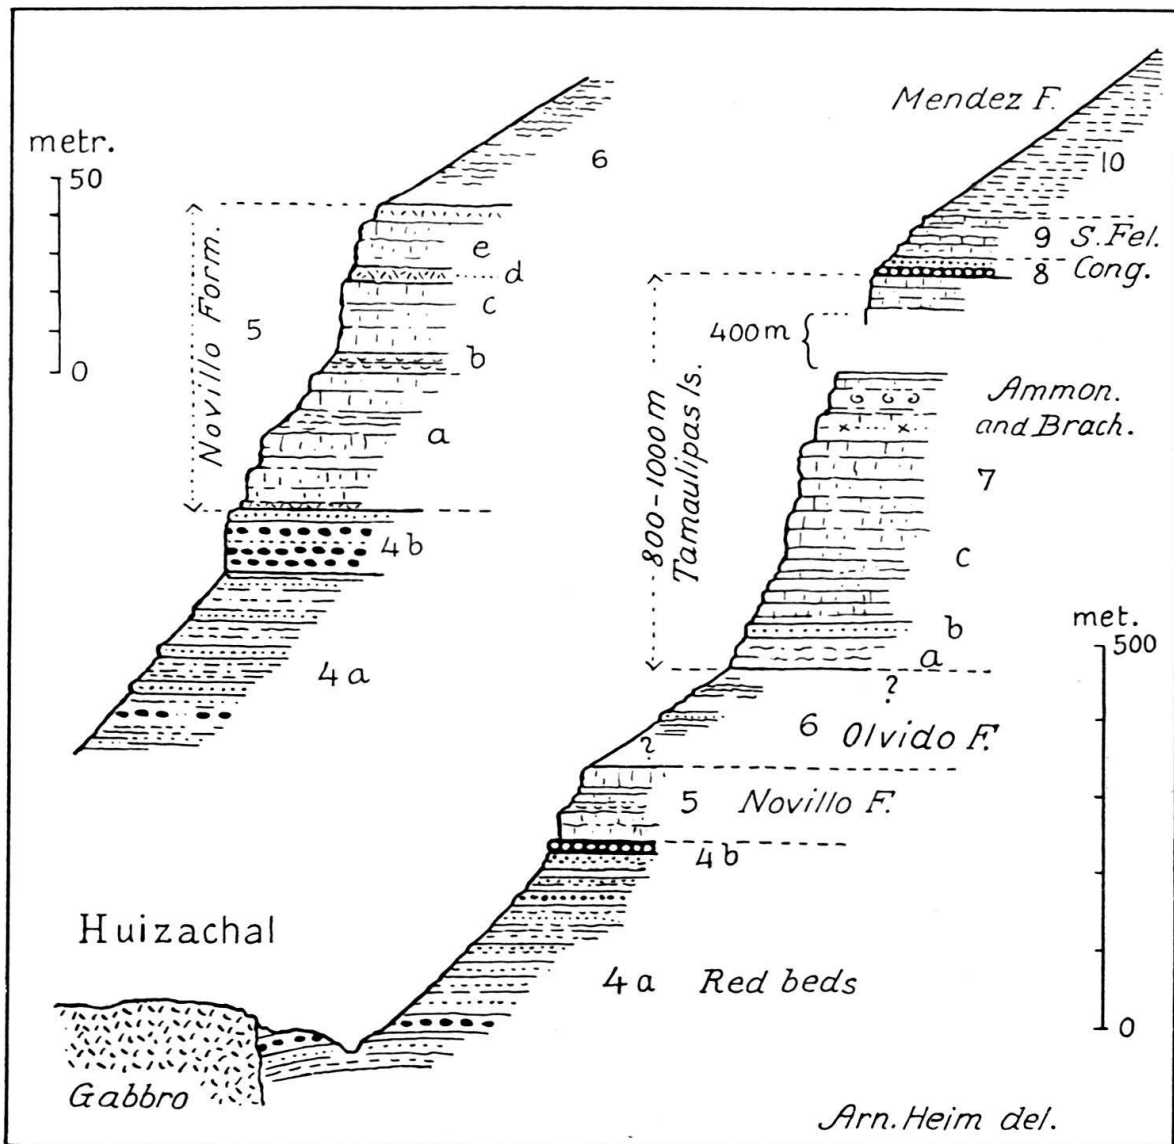 metr.
50
0
Novillo Form.
5
6
e
d
c
b
a
4b
4a
Mendez F.
10
9 S. Fel.
8 Cong.
400m
800-1000 m
Tamaulipas ls.
Ammon.
and Brach.
7
c
b
a
?
6 Olvido F.
?
5 Novillo F.
4b
4a Red beds
met.
500
0
Huizachal
Gabbro
Arn. Heim del.